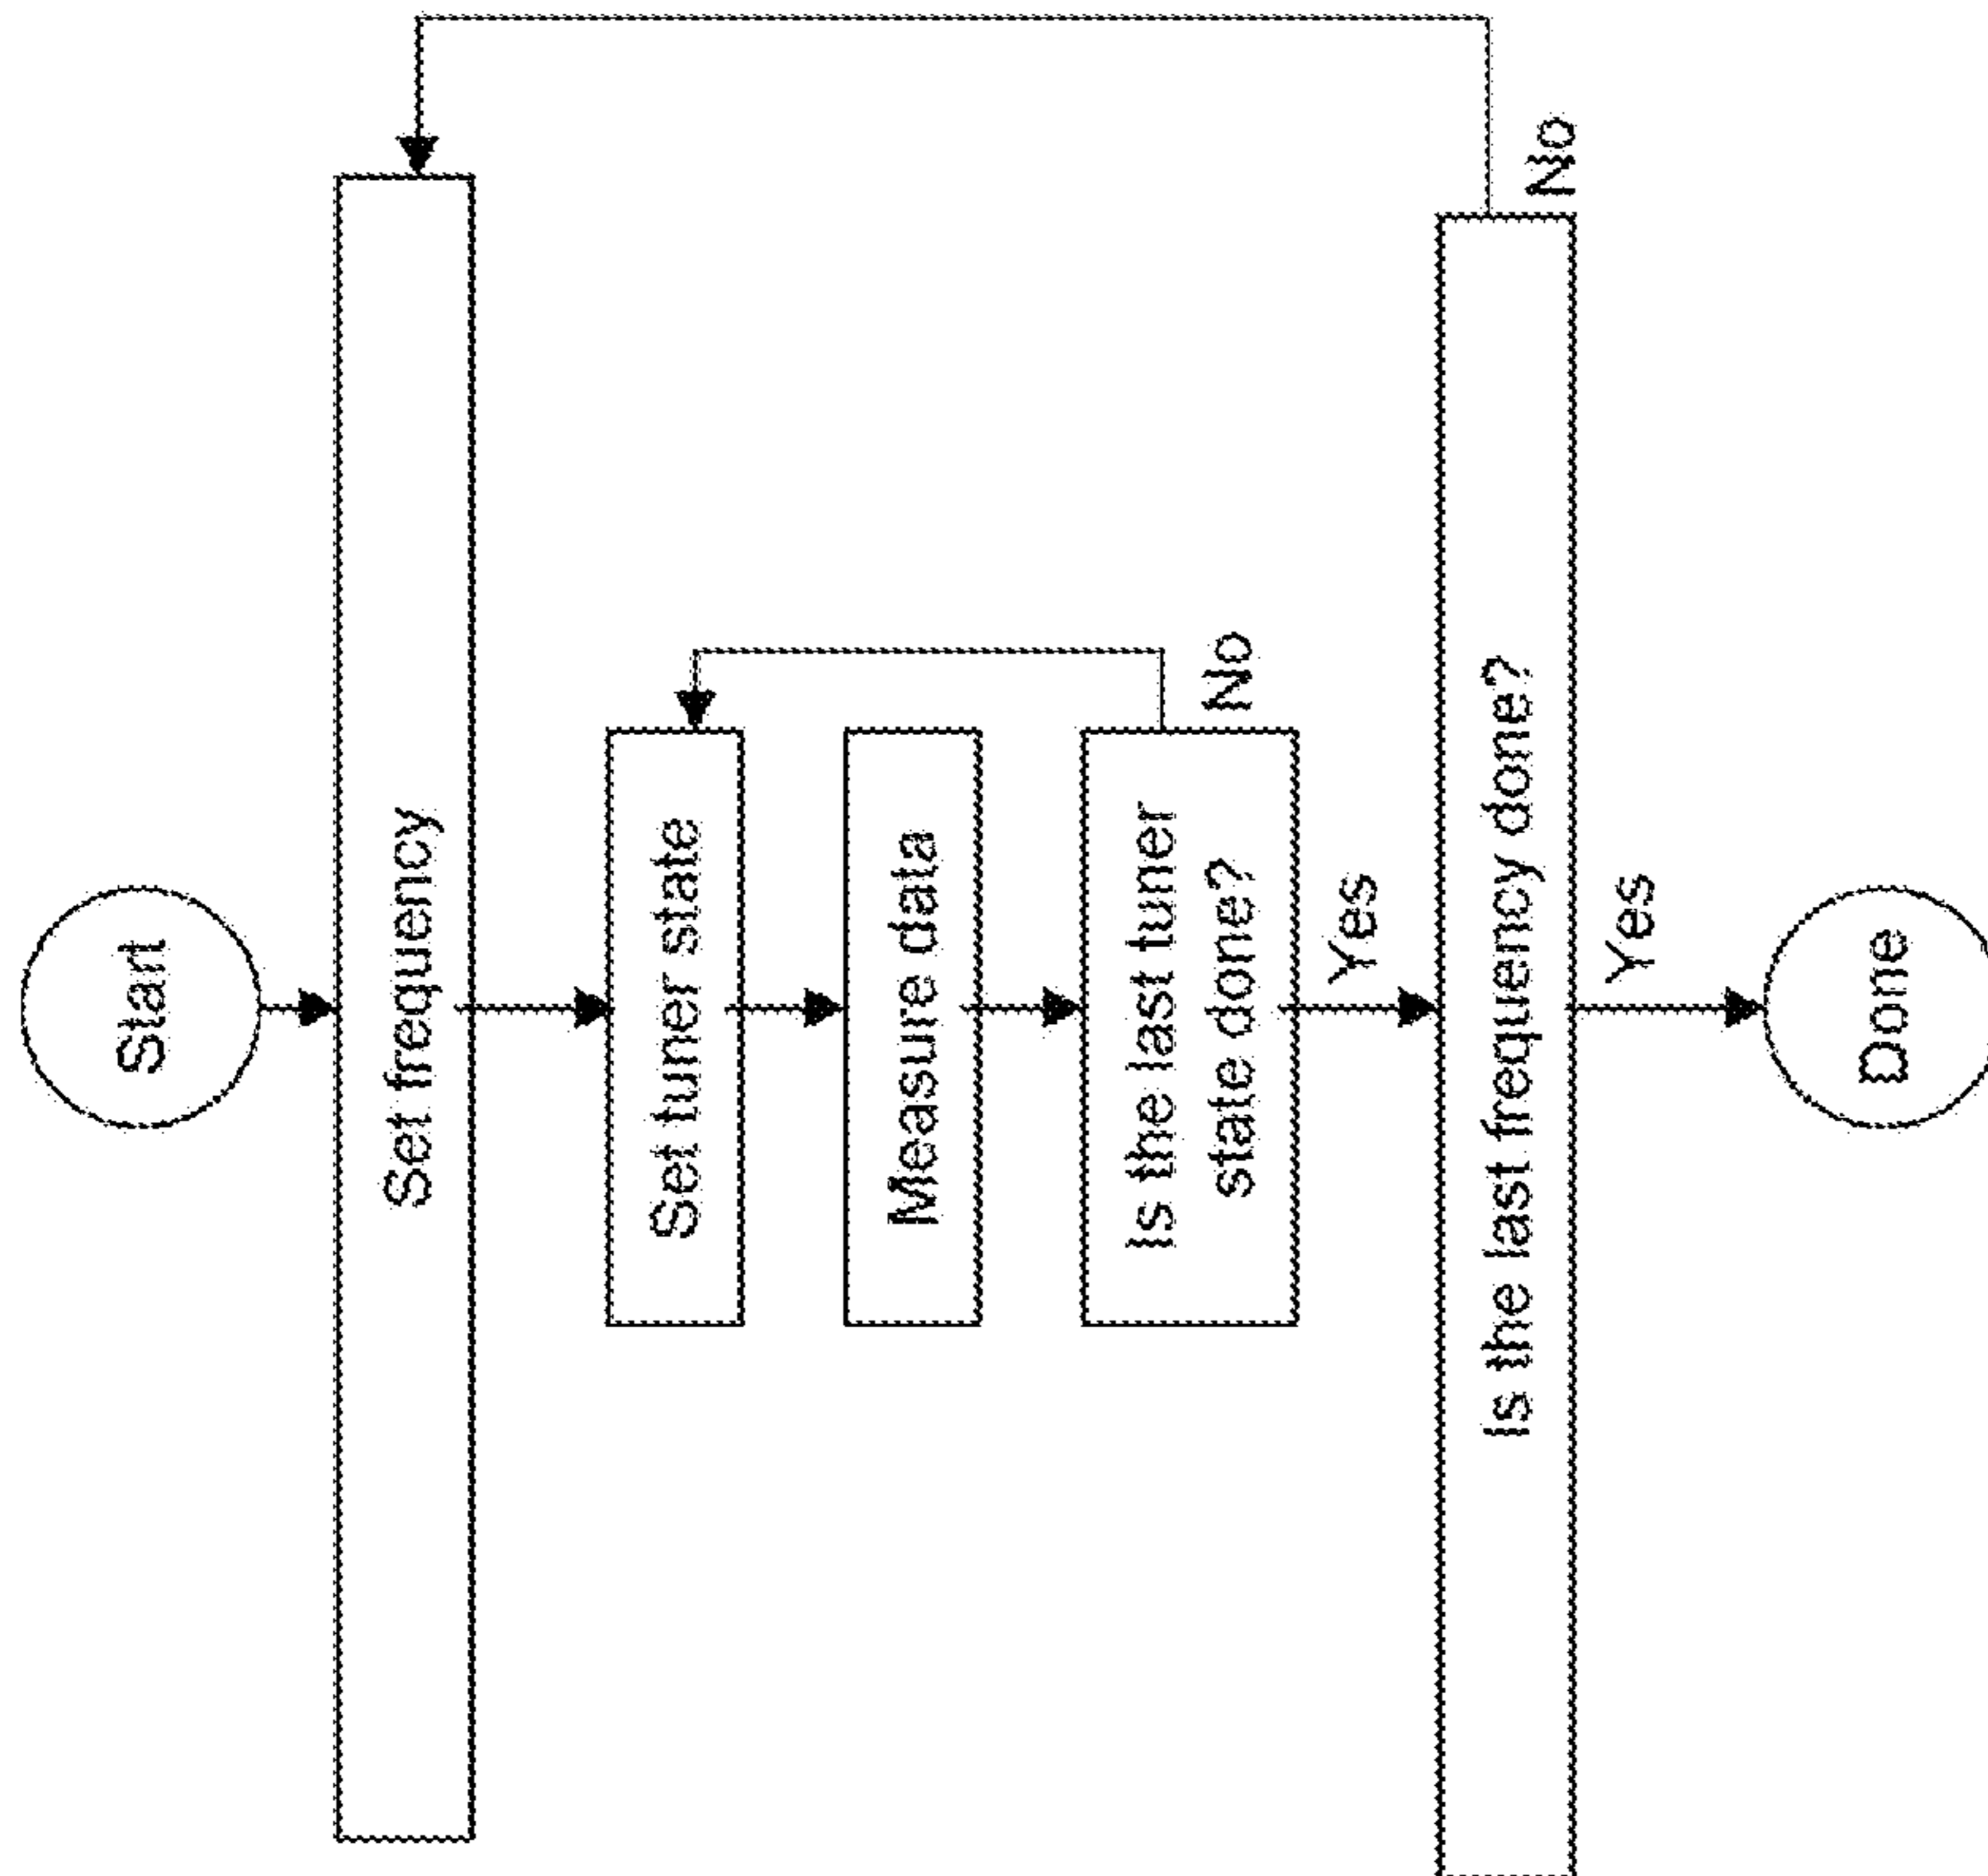 Start
Set frequency
Set tuner state
Measure data
Is the last tuner
state done?
No
Yes
Is the last frequency done?
No
Yes
Done